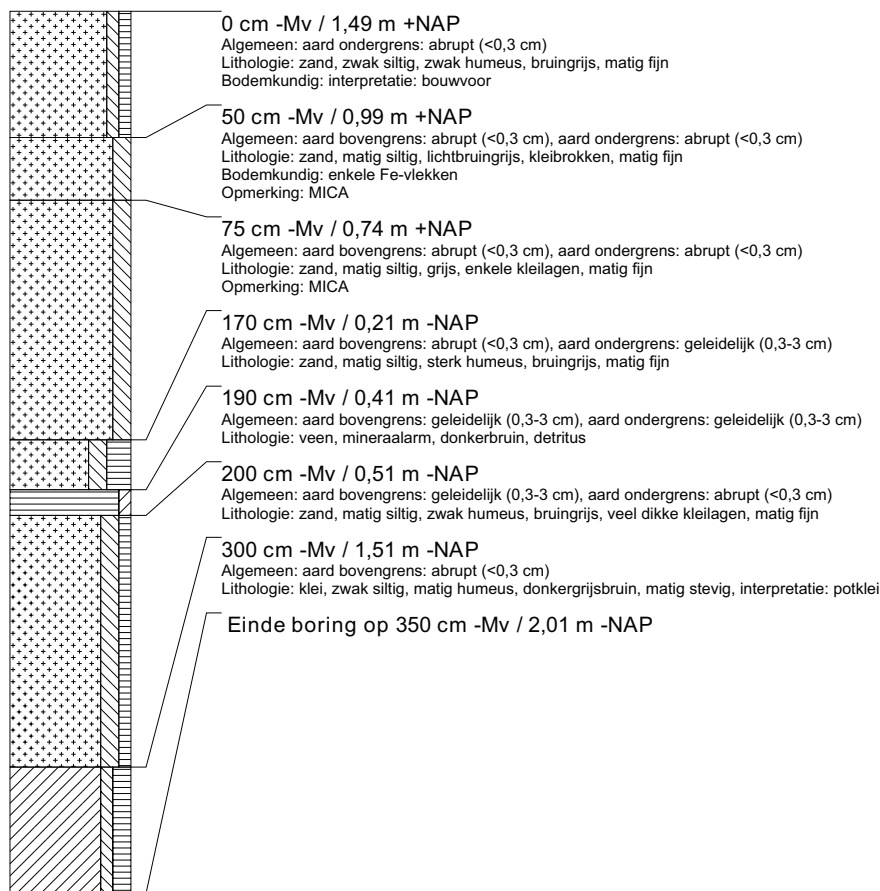 0 cm -Mv / 1,49 m +NAP
Algemeen: aard ondergrens: abrupt (<0,3 cm)
Lithologie: zand, zwak siltig, zwak humeus, bruingrijs, matig fijn
Bodemkundig: interpretatie: bouwvoor
50 cm -Mv / 0,99 m +NAP
Algemeen: aard bovengrens: abrupt (<0,3 cm), aard ondergrens: abrupt (<0,3 cm)
Lithologie: zand, matig siltig, lichtbruingrijs, kleibrokken, matig fijn
Bodemkundig: enkele Fe-vlekken
Opmerking: MICA
75 cm -Mv / 0,74 m +NAP
Algemeen: aard bovengrens: abrupt (<0,3 cm), aard ondergrens: abrupt (<0,3 cm)
Lithologie: zand, matig siltig, grijs, enkele kleilagen, matig fijn
Opmerking: MICA
170 cm -Mv / 0,21 m -NAP
Algemeen: aard bovengrens: abrupt (<0,3 cm), aard ondergrens: geleidelijk (0,3-3 cm)
Lithologie: zand, matig siltig, sterk humeus, bruingrijs, matig fijn
190 cm -Mv / 0,41 m -NAP
Algemeen: aard bovengrens: geleidelijk (0,3-3 cm), aard ondergrens: geleidelijk (0,3-3 cm)
Lithologie: veen, mineraalarm, donkerbruin, detritus
200 cm -Mv / 0,51 m -NAP
Algemeen: aard bovengrens: geleidelijk (0,3-3 cm), aard ondergrens: abrupt (<0,3 cm)
Lithologie: zand, matig siltig, zwak humeus, bruingrijs, veel dikke kleilagen, matig fijn
300 cm -Mv / 1,51 m -NAP
Algemeen: aard bovengrens: abrupt (<0,3 cm)
Lithologie: klei, zwak siltig, matig humeus, donkergrijsbruin, matig stevig, interpretatie: potklei
Einde boring op 350 cm -Mv / 2,01 m -NAP